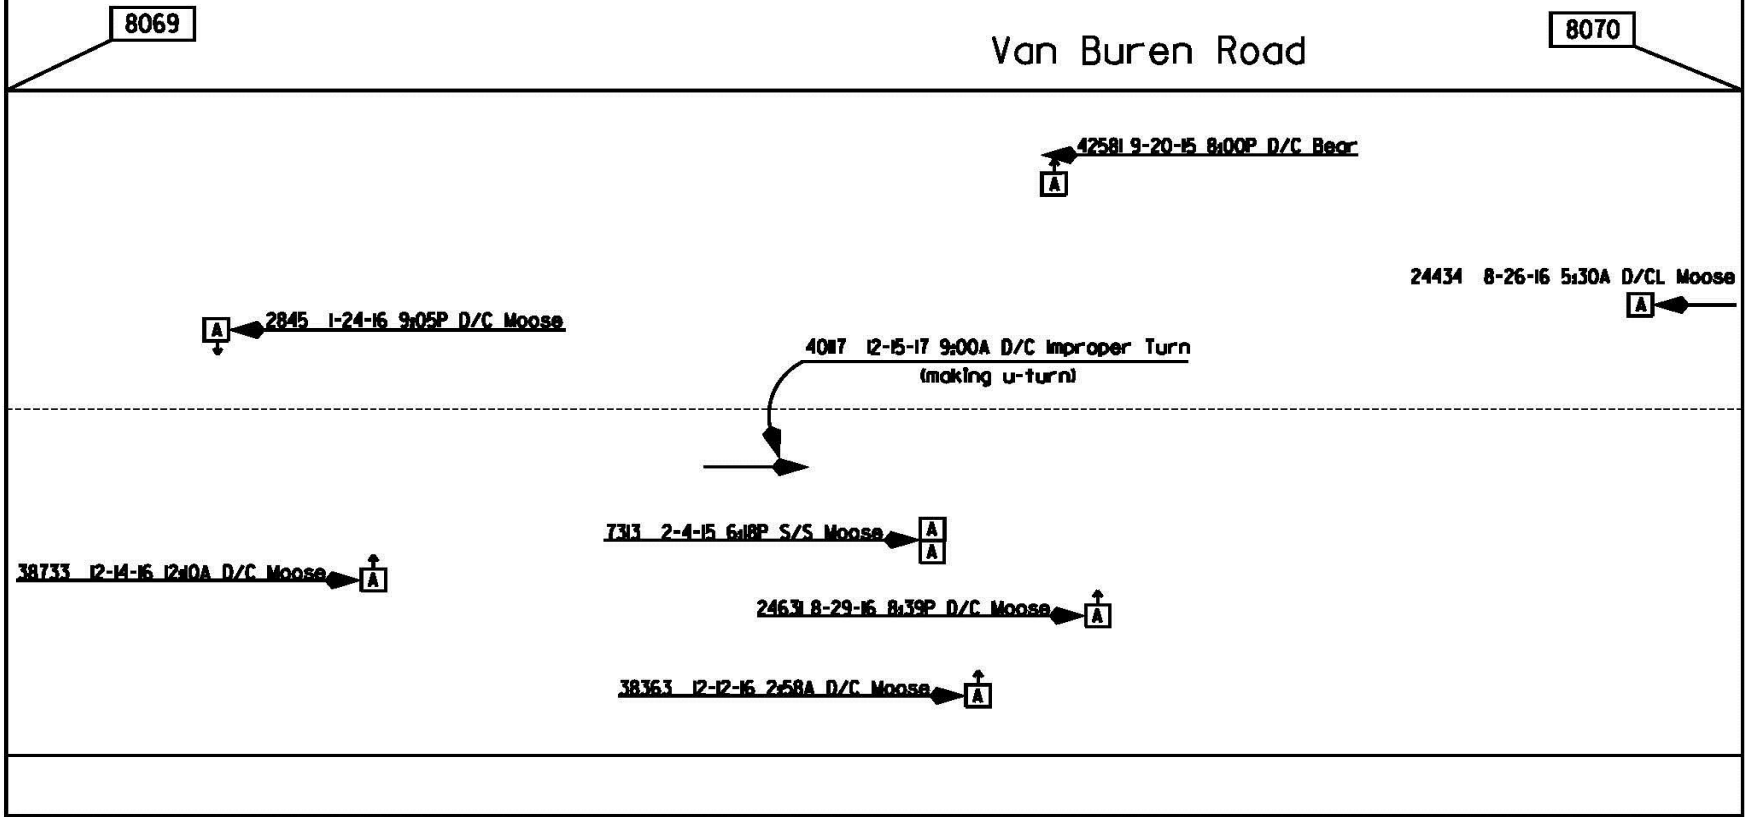 8069
8070
Van Buren Road
42581 9-20-15 8:00P D/C Bear
A
24434 8-26-16 5:30A D/CL Moose
A
A
2845 1-24-16 9:05P D/C Moose
40117 12-15-17 9:00A D/C Improper Turn
(making u-turn)
7313 2-4-15 6:18P S/S Moose
A
A
38733 12-14-16 12:10A D/C Moose
A
24631 8-29-16 8:39P D/C Moose
A
38363 12-12-16 2:58A D/C Moose
A